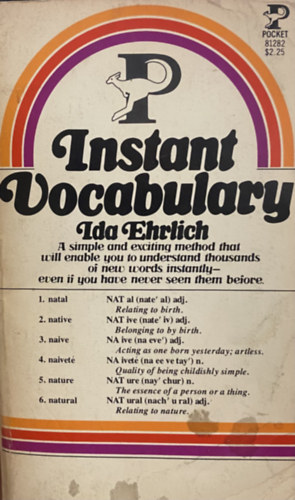 POCKET
81282
$2.25
P
Instant
Vocabulary
Ida Ehrlich
A simple and exciting method that
will enable you to understand thousands
of new words instantly—
even if you have never seen them before.
1. natal NAT al (nate' al) adj.
Relating to birth.
2. native NAT ive (nate' iv) adj.
Belonging to by birth.
3. naive NA ive (na eve') adj.
Acting as one born yesterday; artless.
4. naiveté NA iveté (na ee ve tay') n.
Quality of being childishly simple.
5. nature NAT ure (nay' chur) n.
The essence of a person or a thing.
6. natural NAT ural (nach' u ral) adj.
Relating to nature.